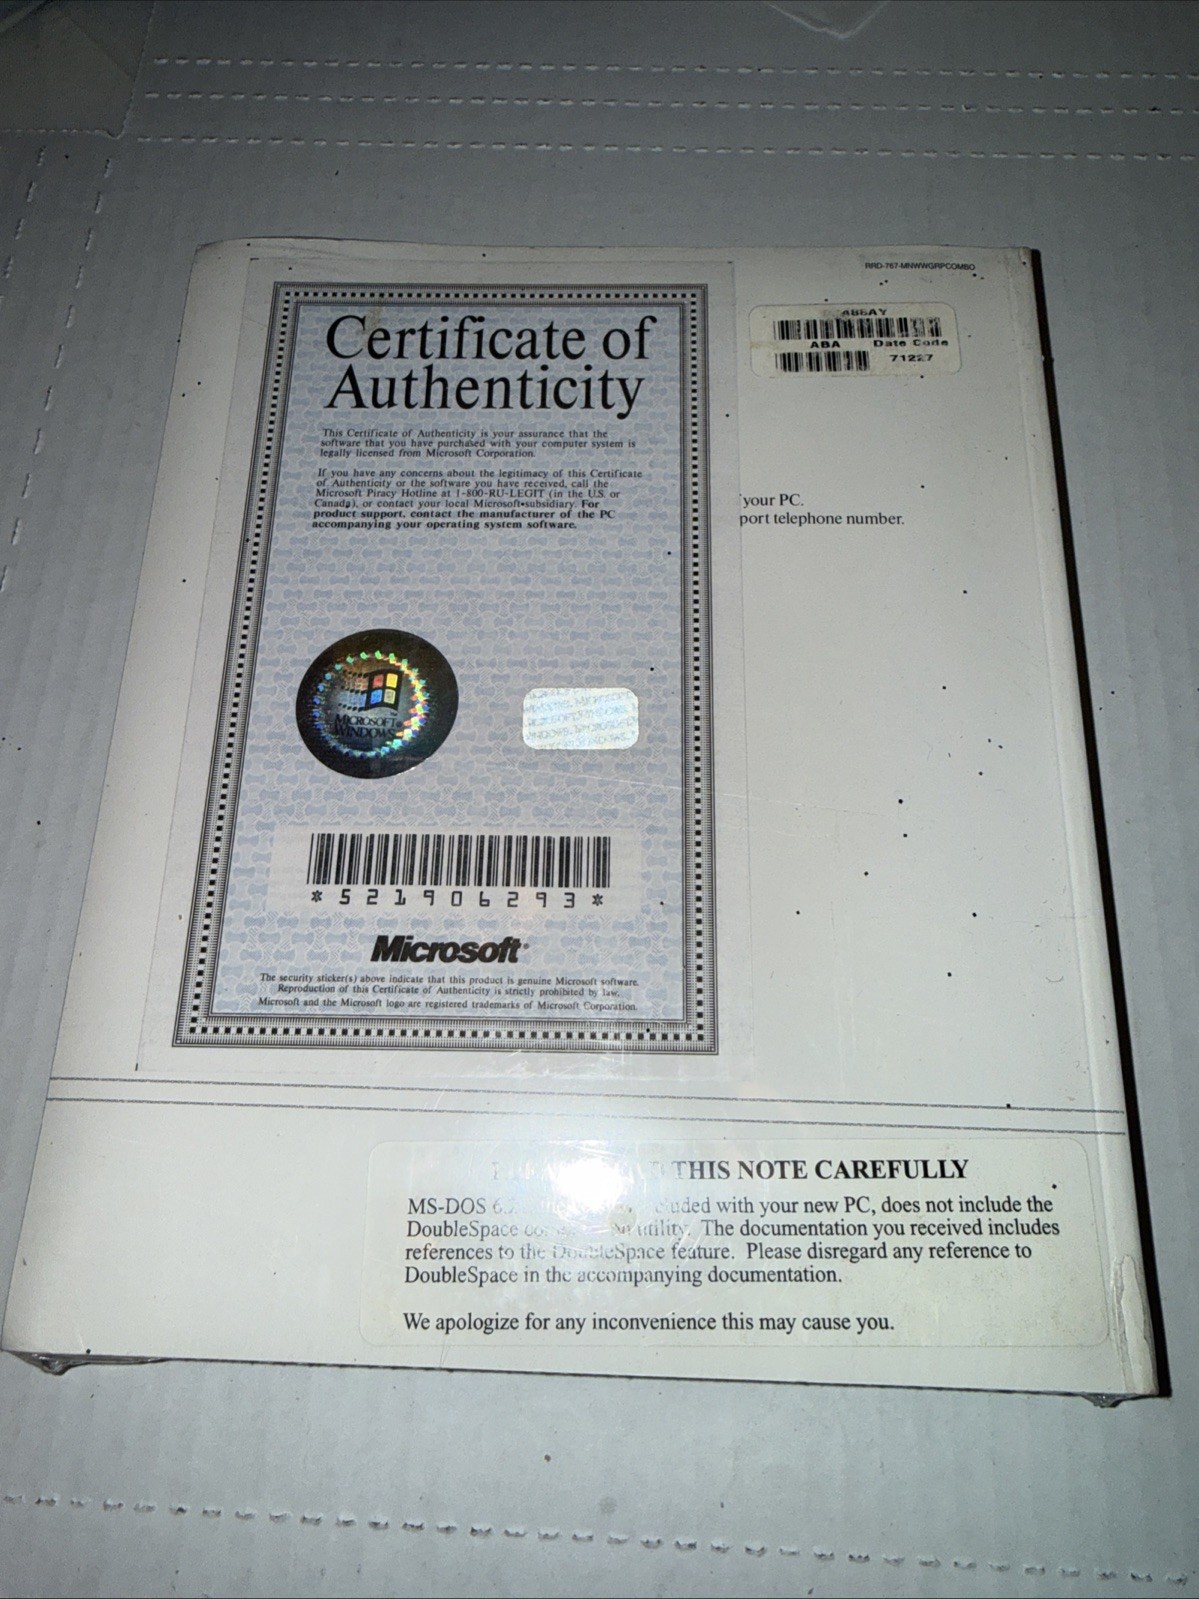 RRD-767-MNWWGRPCOMBO
ABA Date Code
71227
Certificate of
Authenticity
This Certificate of Authenticity is your assurance that the
software that you have purchased with your computer system is
legally licensed from Microsoft Corporation.
If you have any concerns about the legitimacy of this Certificate
of Authenticity or the software you have received, call the
Microsoft Piracy Hotline at 1-800-RU-LEGIT (in the U.S. or
Canada), or contact your local Microsoft subsidiary. For
product support, contact the manufacturer of the PC
accompanying your operating system software.
your PC.
port telephone number.
MICROSOFT
WINDOWS
*521906293*
Microsoft
The security sticker(s) above indicate that this product is genuine Microsoft software.
Reproduction of this Certificate of Authenticity is strictly prohibited by law.
Microsoft and the Microsoft logo are registered trademarks of Microsoft Corporation.
THIS NOTE CAREFULLY
MS-DOS with your new PC, does not include the
DoubleSpace utility. The documentation you received includes
references to the DoubleSpace feature. Please disregard any reference to
DoubleSpace in the accompanying documentation.
We apologize for any inconvenience this may cause you.